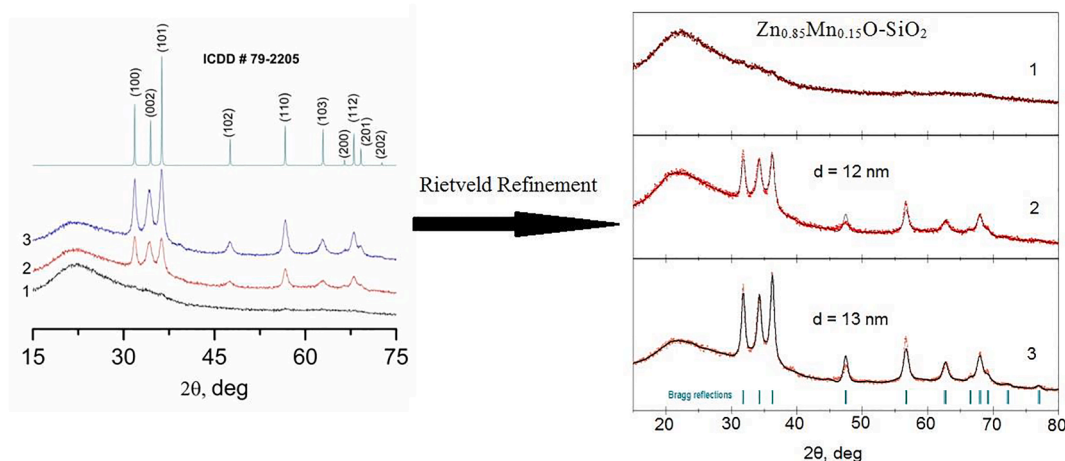 ICDD # 79-2205
(100)
(002)
(101)
(102)
(110)
(103)
(200)
(112)
(201)
(202)
3
2
1
15 30 45 60 75
2θ, deg
Rietveld Refinement
Zn₀.₈₅Mn₀.₁₅O-SiO₂
1
d = 12 nm
2
d = 13 nm
3
Bragg reflections
20 30 40 50 60 70 80
2θ, deg